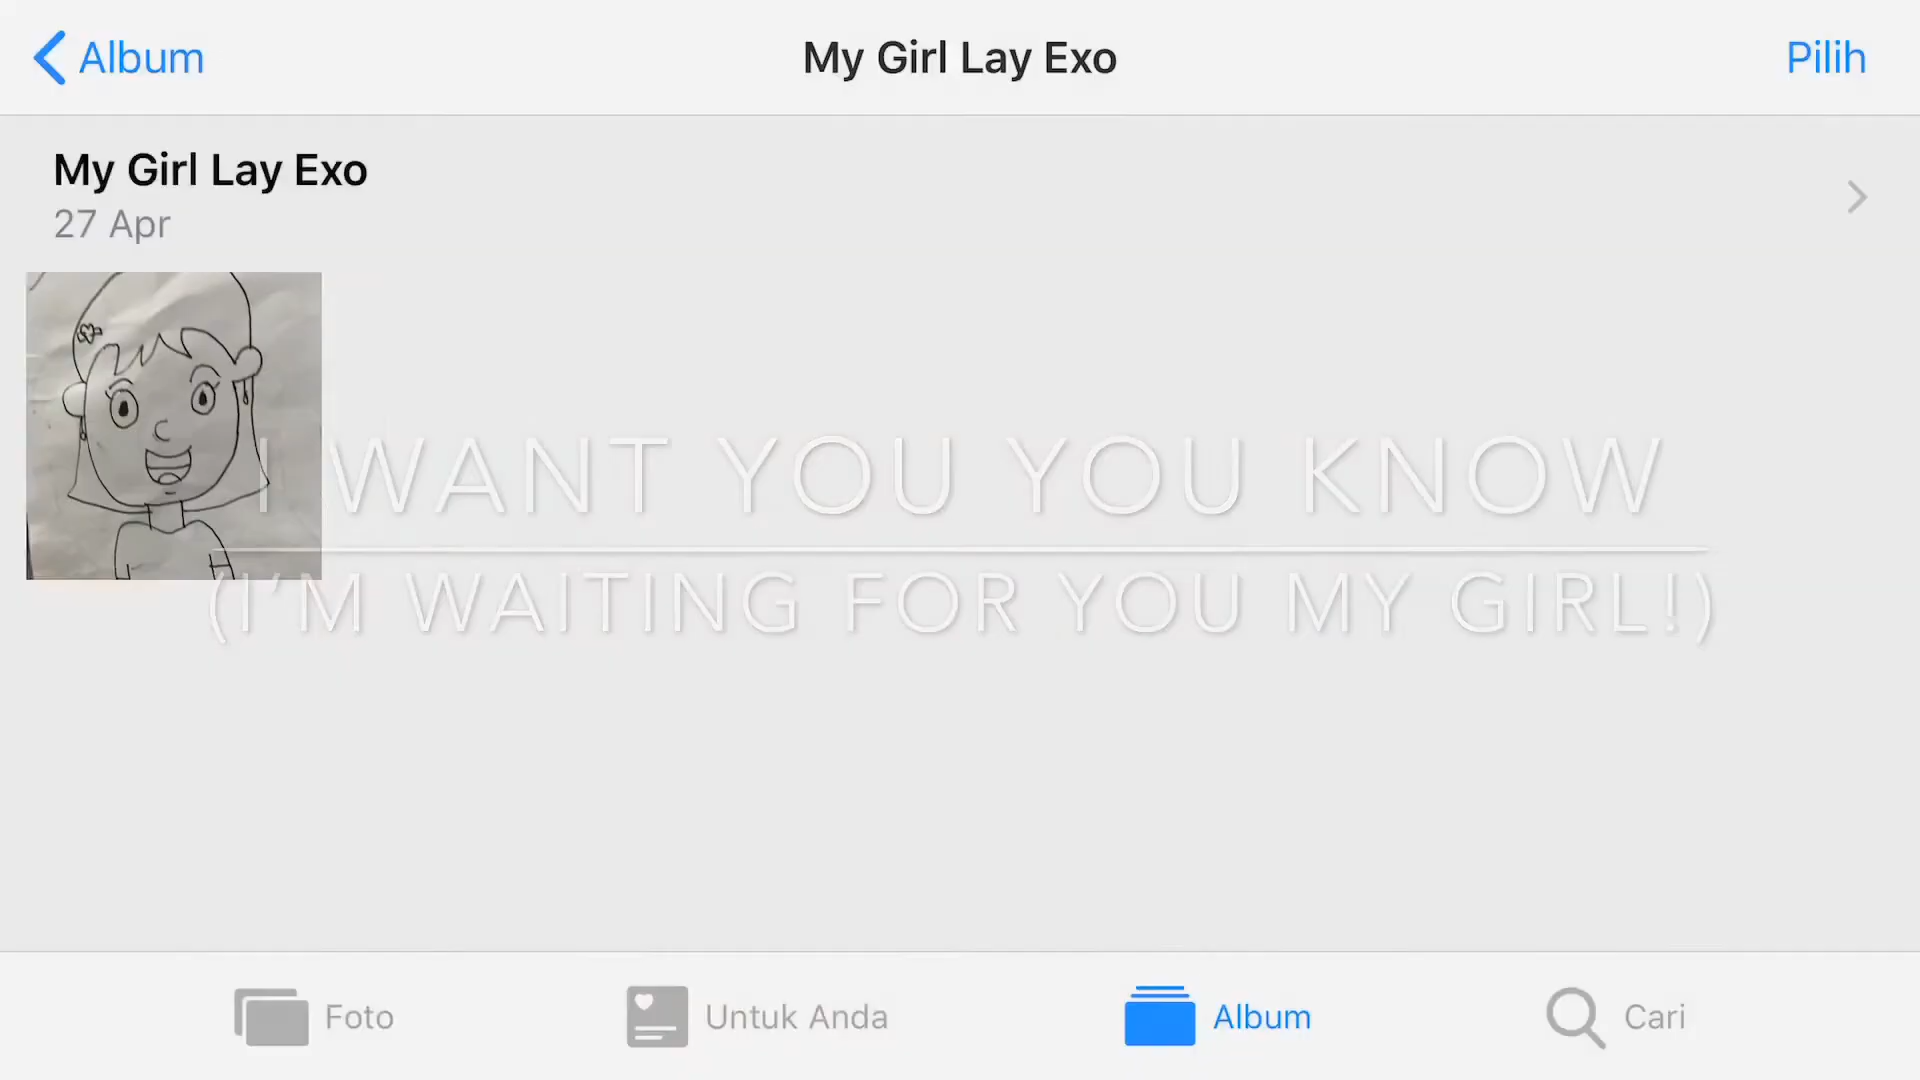 Album
My Girl Lay Exo
Pilih
My Girl Lay Exo
27 Apr
I WANT YOU YOU KNOW
(I'M WAITING FOR YOU MY GIRL!)
Foto
Untuk Anda
Album
Cari